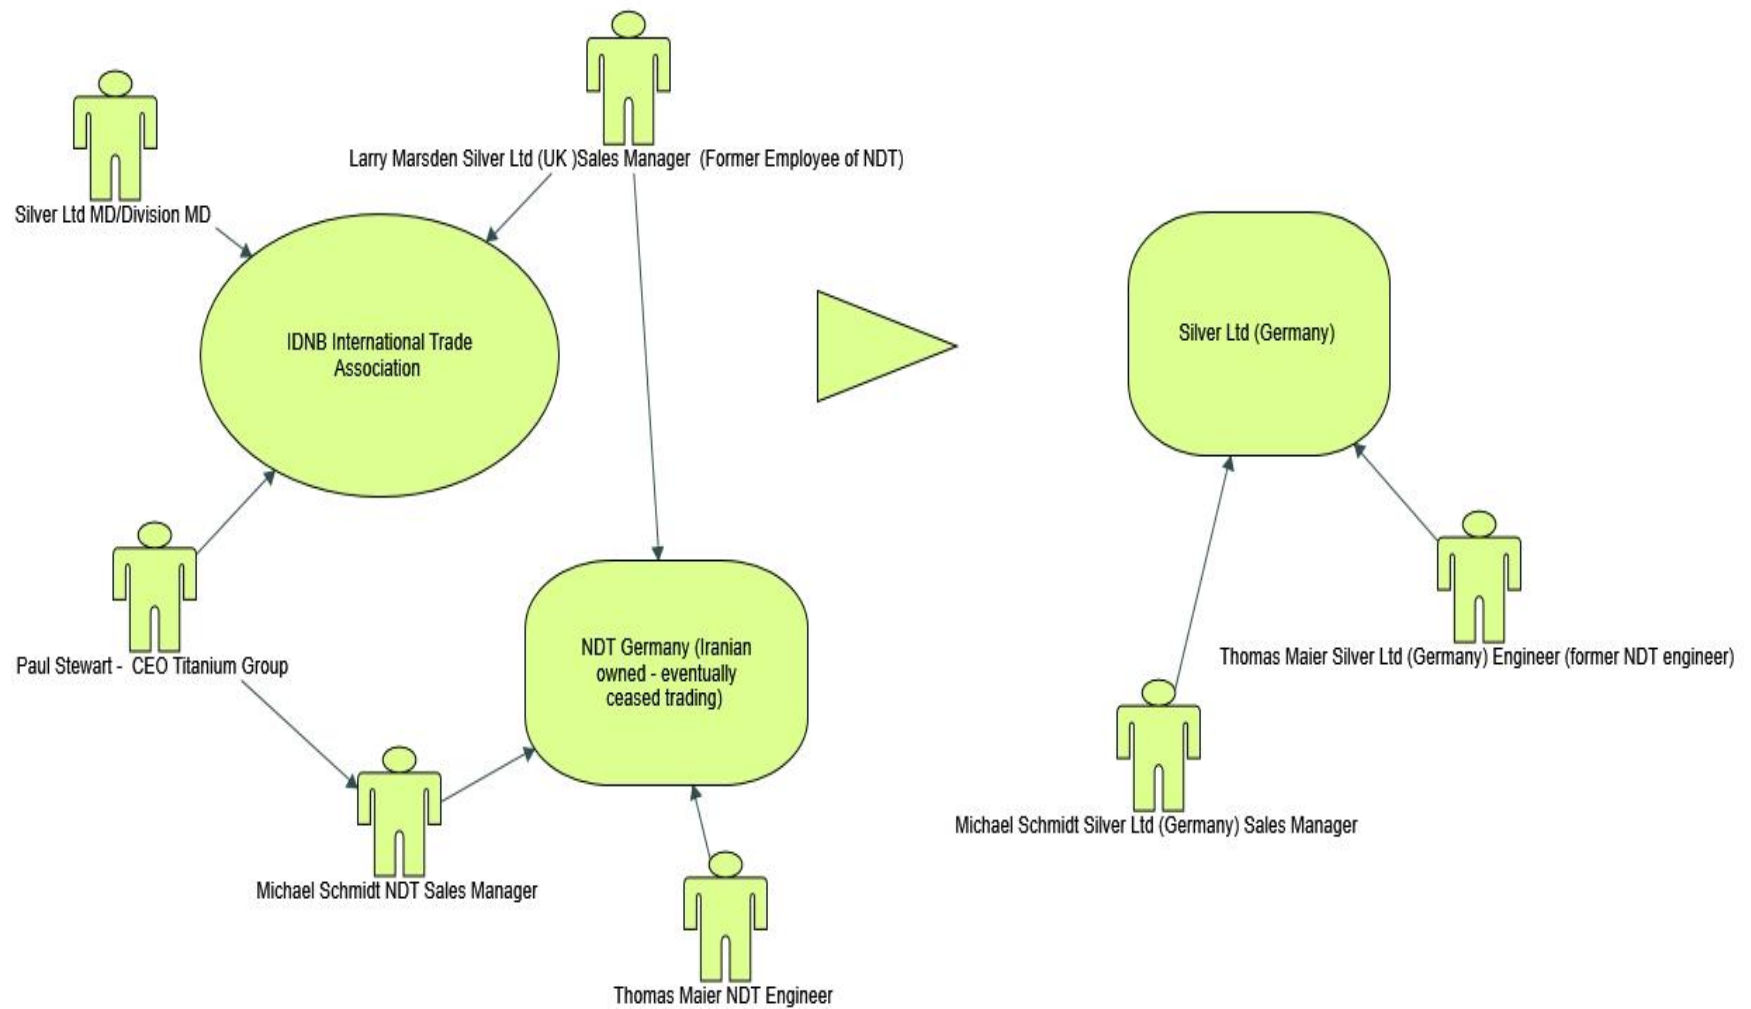 Larry Marsden Silver Ltd (UK )Sales Manager  (Former Employee of NDT)
Silver Ltd MD/Division MD
IDNB International Trade
Association
Silver Ltd (Germany)
Paul Stewart -  CEO Titanium Group
NDT Germany (Iranian
owned - eventually
ceased trading)
Thomas Maier Silver Ltd (Germany) Engineer (former NDT engineer)
Michael Schmidt Silver Ltd (Germany) Sales Manager
Michael Schmidt NDT Sales Manager
Thomas Maier NDT Engineer